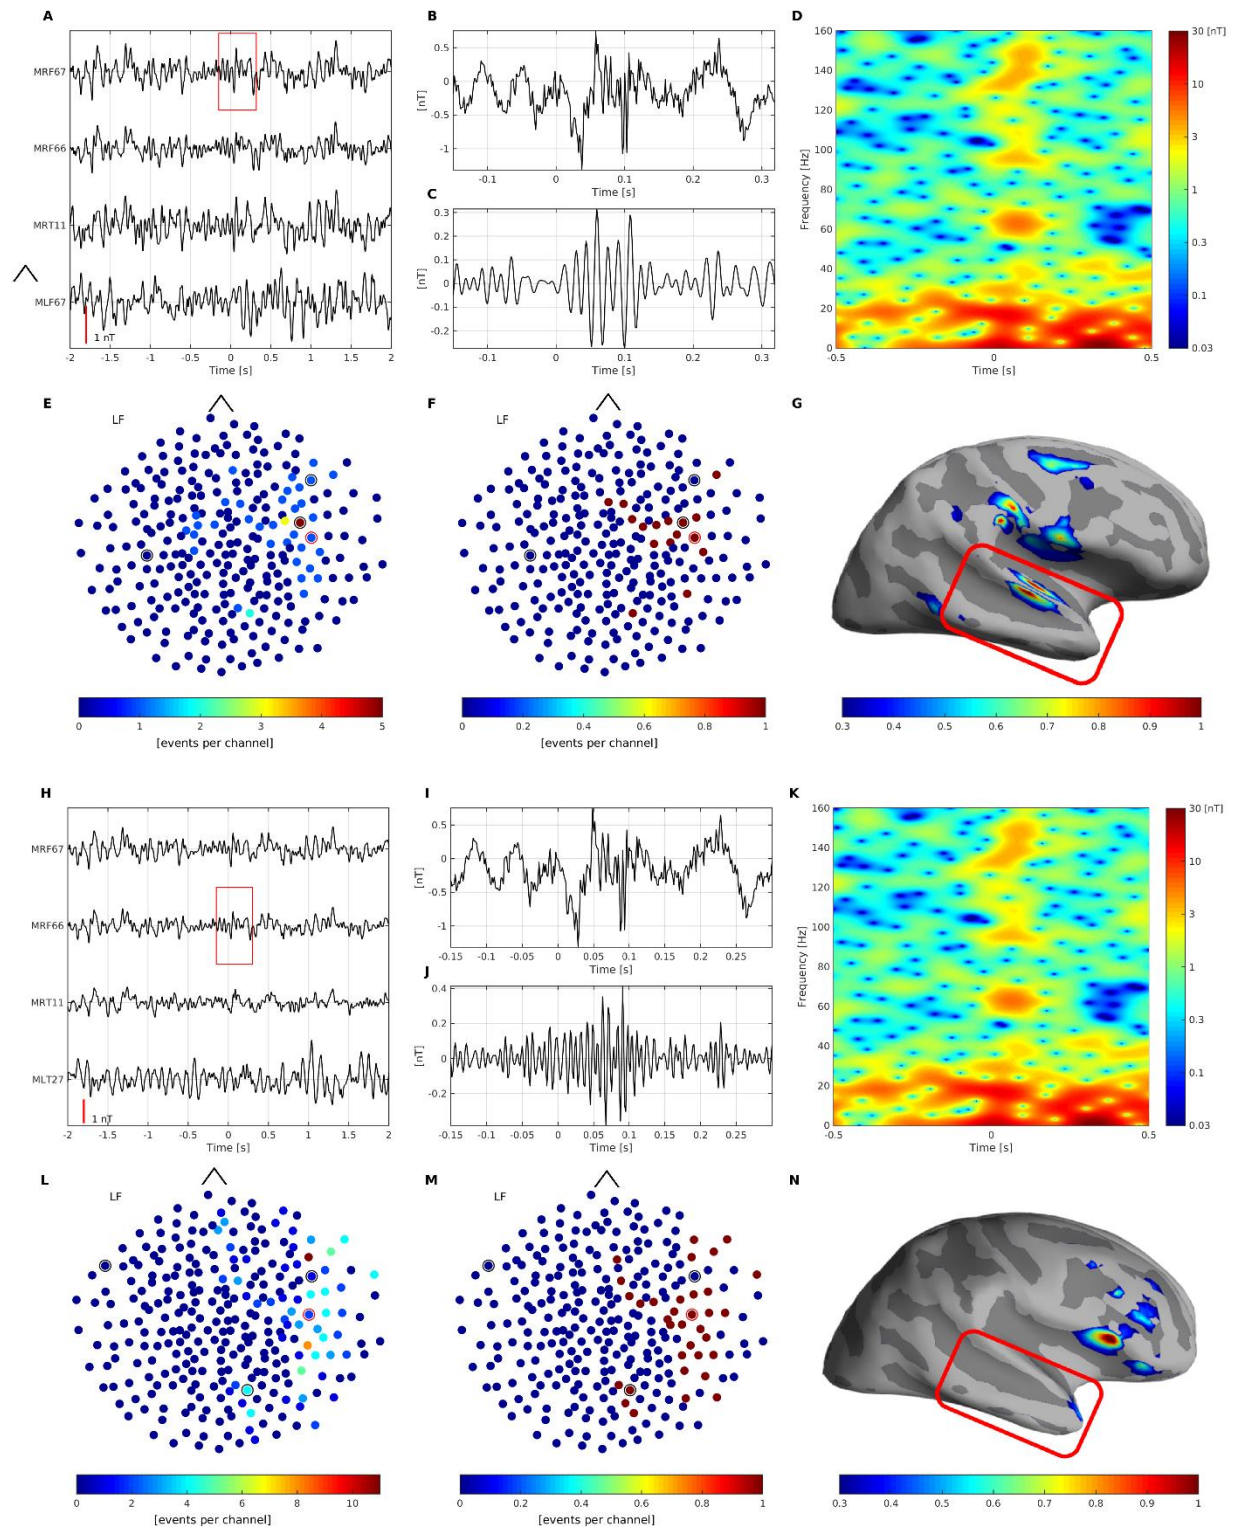 A
MRF67
MRF66
MRT11
MLF67
1 nT
-2 -1.5 -1 -0.5 0 0.5 1 1.5 2
Time [s]
B
0.5
0
-0.5
-1
[nT]
-0.1 0 0.1 0.2 0.3
Time [s]
C
0.3
0.2
0.1
0
-0.1
-0.2
[nT]
-0.1 0 0.1 0.2 0.3
Time [s]
D
160
140
120
100
80
60
40
20
0
Frequency [Hz]
-0.5 0 0.5
Time [s]
30 [nT]
10
3
1
0.3
0.1
0.03
E
LF
0 1 2 3 4 5
[events per channel]
F
LF
0 0.2 0.4 0.6 0.8 1
[events per channel]
G
0.3 0.4 0.5 0.6 0.7 0.8 0.9 1
H
MRF67
MRF66
MRT11
MLT27
1 nT
-2 -1.5 -1 -0.5 0 0.5 1 1.5 2
Time [s]
I
0.5
0
-0.5
-1
[nT]
-0.15 -0.1 -0.05 0 0.05 0.1 0.15 0.2 0.25
Time [s]
J
0.4
0.2
0
-0.2
[nT]
-0.15 -0.1 -0.05 0 0.05 0.1 0.15 0.2 0.25
Time [s]
K
160
140
120
100
80
60
40
20
0
Frequency [Hz]
-0.5 0 0.5
Time [s]
30 [nT]
10
3
1
0.3
0.1
0.03
L
LF
0 2 4 6 8 10
[events per channel]
M
LF
0 0.2 0.4 0.6 0.8 1
[events per channel]
N
0.3 0.4 0.5 0.6 0.7 0.8 0.9 1